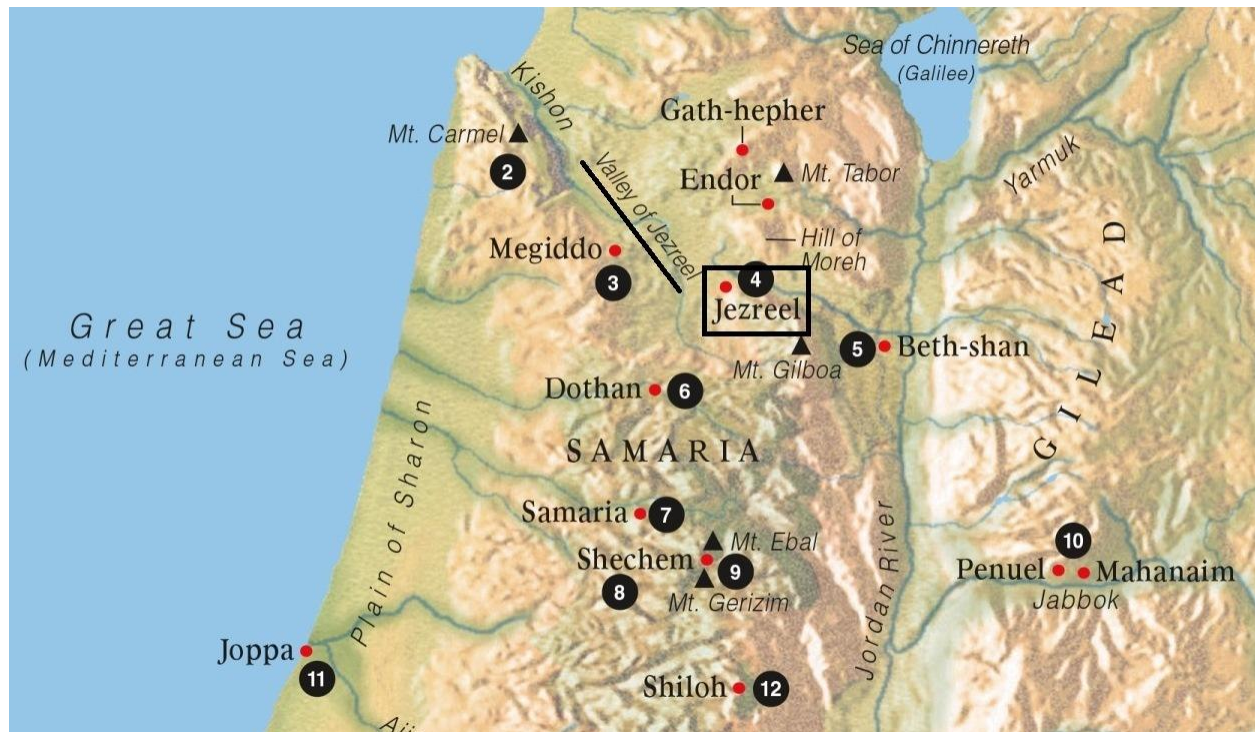 Sea of Chinnereth
(Galilee)
Kishon
Gath-hepher
Mt. Carmel
2
Valley of Jezreel
Endor
Mt. Tabor
Yarmuk
Hill of
Moreh
Megiddo
3
4
Jezreel
GILEAD
Great Sea
(Mediterranean Sea)
5
Beth-shan
Mt. Gilboa
Dothan
6
SAMARIA
Plain of Sharon
Samaria
7
Mt. Ebal
Shechem
9
8
Mt. Gerizim
Jordan River
10
Penuel
Mahanaim
Jabbok
Joppa
11
Shiloh
12